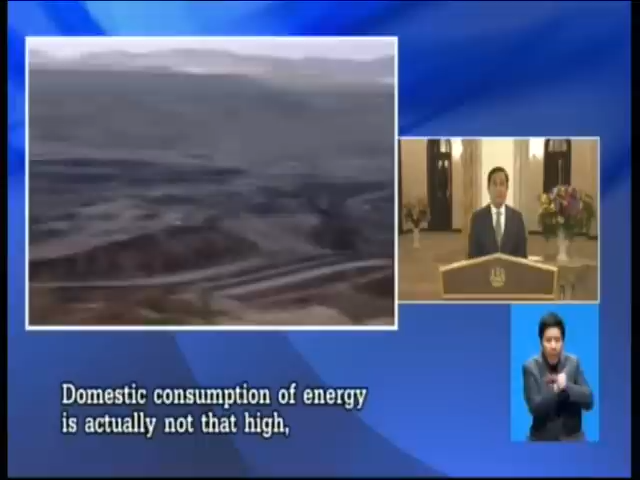 Domestic consumption of energy
is actually not that high,